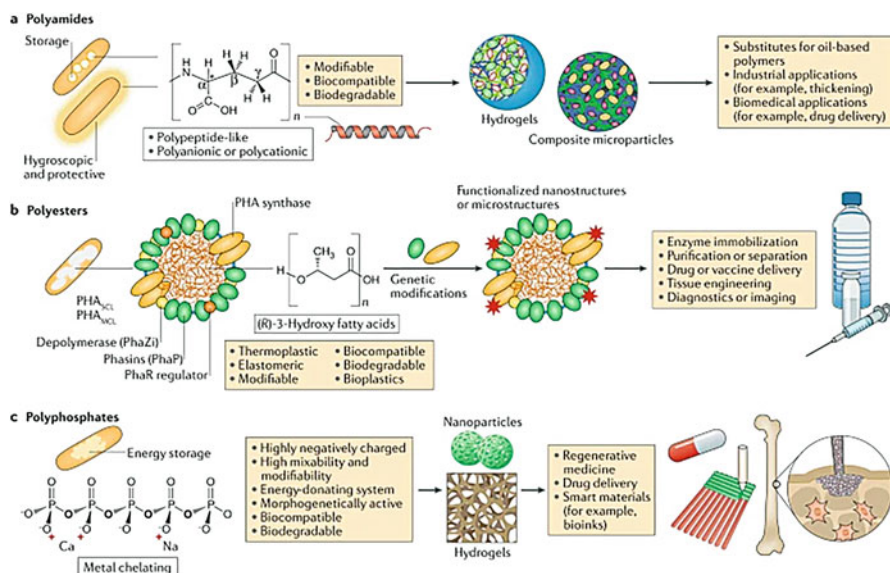 a Polyamides
Storage
Hygroscopic
and protective
N
H
H
H
H
H
H
O
α
β
γ
O
OH
n
• Polypeptide-like
• Polyanionic or polycationic
• Modifiable
• Biocompatible
• Biodegradable
Hydrogels
Composite microparticles
• Substitutes for oil-based
polymers
• Industrial applications
(for example, thickening)
• Biomedical applications
(for example, drug delivery)
b Polyesters
PHA synthase
PHASCL
PHAMCL
Depolymerase (PhaZi)
Phasins (PhaP)
PhaR regulator
CH3
O
H
O
OH
n
(R)-3-Hydroxy fatty acids
• Thermoplastic
• Elastomeric
• Modifiable
• Biocompatible
• Biodegradable
• Bioplastics
Genetic
modifications
Functionalized nanostructures
or microstructures
• Enzyme immobilization
• Purification or separation
• Drug or vaccine delivery
• Tissue engineering
• Diagnostics or imaging
c Polyphosphates
Energy storage
O O O O O
-O P O P O P O P O P O
-O -O O -O O-
+ + +
Ca Na
Metal chelating
• Highly negatively charged
• High mixability and
modifiability
• Energy-donating system
• Morphogenetically active
• Biocompatible
• Biodegradable
Nanoparticles
Hydrogels
• Regenerative
medicine
• Drug delivery
• Smart materials
(for example,
bioinks)